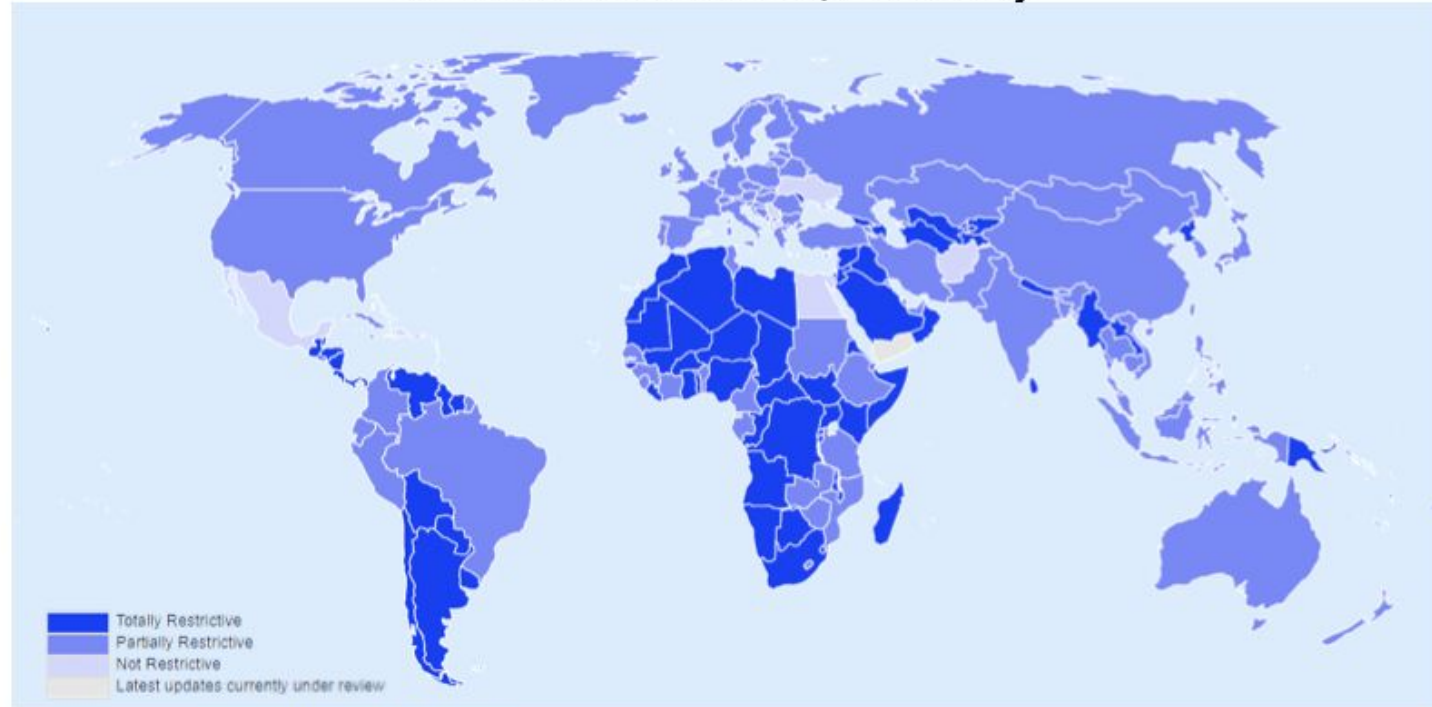 Totally Restrictive
Partially Restrictive
Not Restrictive
Latest updates currently under review